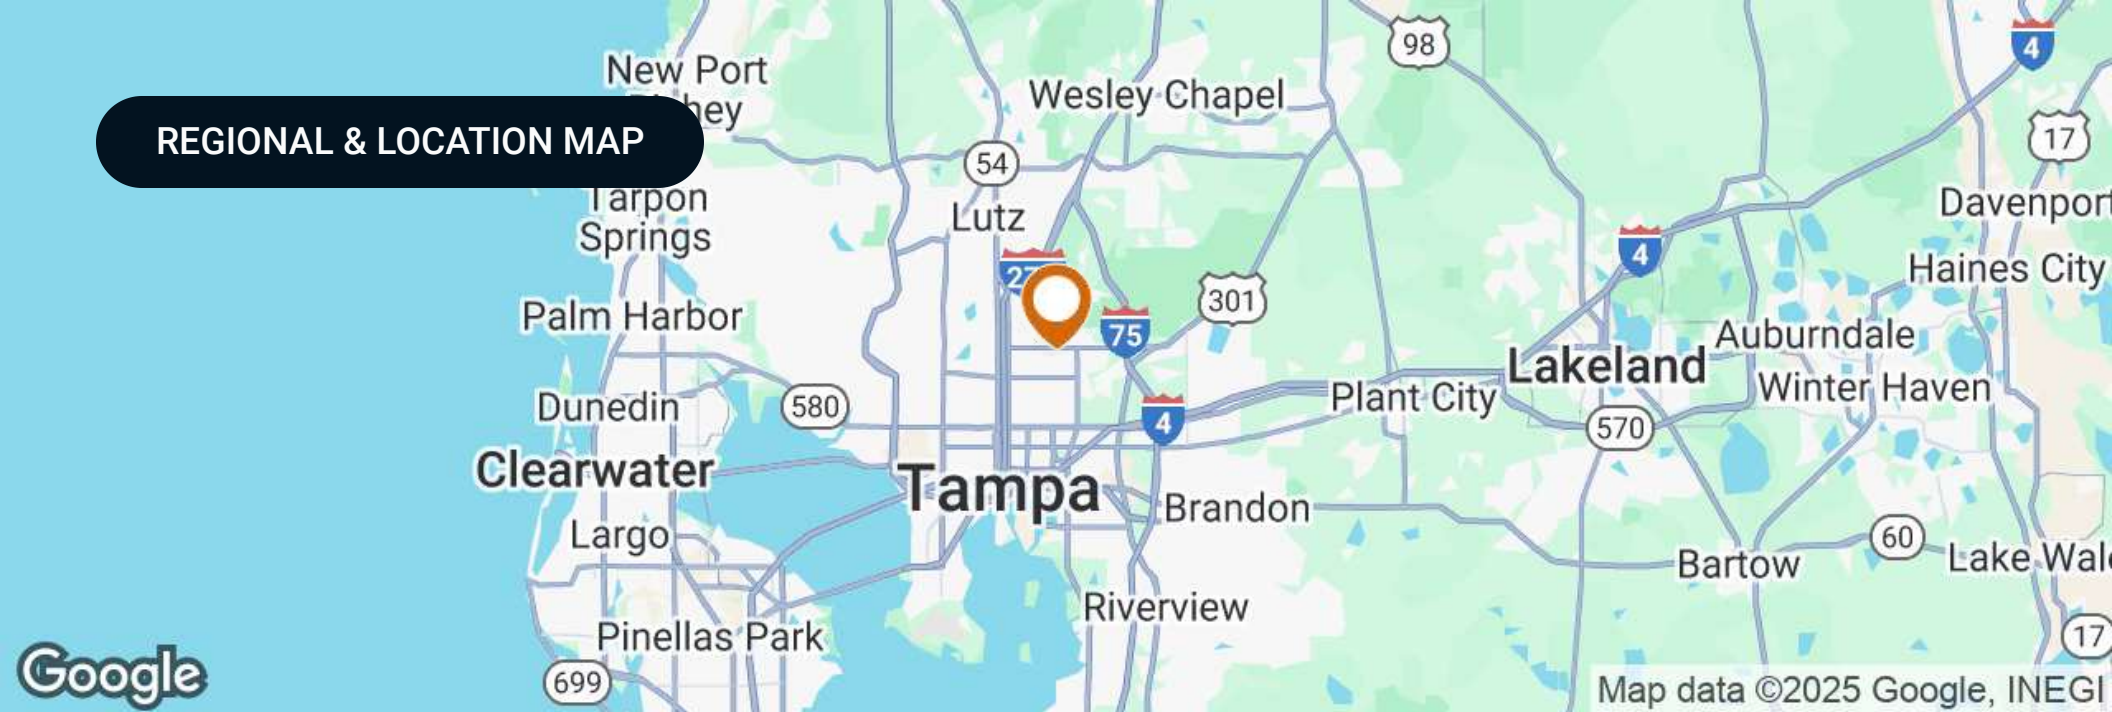 98
4
New Port
Wesley Chapel
17
REGIONAL & LOCATION MAP
54
Tarpon
Springs
Lutz
Davenport
4
Haines City
301
Palm Harbor
75
Auburndale
Lakeland
Winter Haven
Plant City
Dunedin
580
4
570
Clearwater
Tampa
Brandon
Largo
60
Bartow
Lake Wal
Riverview
Pinellas Park
17
699
Google
Map data ©2025 Google, INEGI